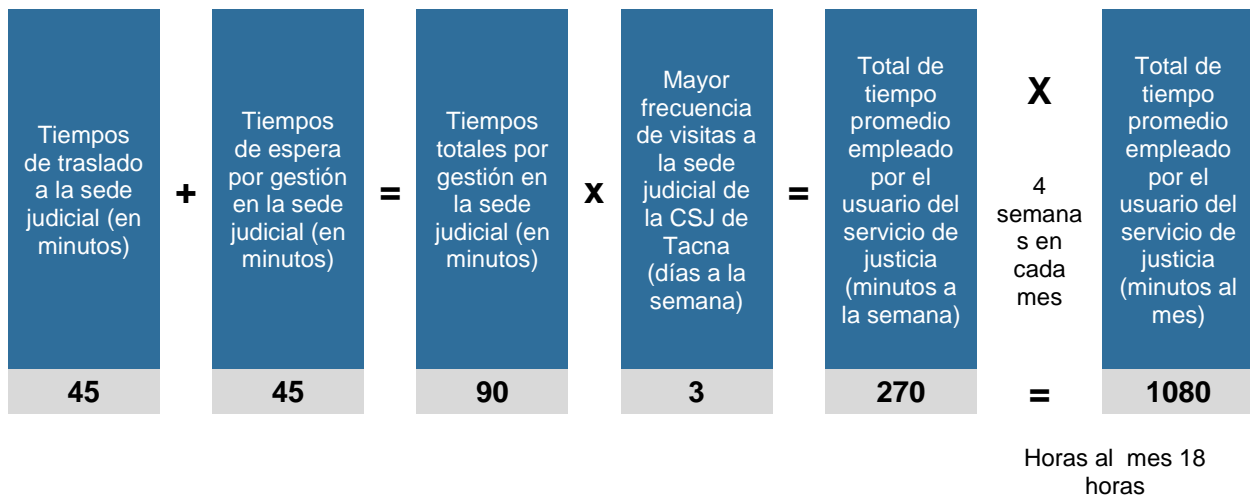 Tiempos
de traslado
a la sede
judicial (en
minutos)
45
+
Tiempos
de espera
por gestión
en la sede
judicial (en
minutos)
45
=
Tiempos
totales por
gestión en
la sede
judicial (en
minutos)
90
x
Mayor
frecuencia
de visitas a
la sede
judicial de
la CSJ de
Tacna
(días a la
semana)
3
=
Total de
tiempo
promedio
empleado
por el
usuario del
servicio de
justicia
(minutos a
la semana)
270
X
4
semana
s en
cada
mes
=
Total de
tiempo
promedio
empleado
por el
usuario del
servicio de
justicia
(minutos al
mes)
1080
Horas al mes 18
horas